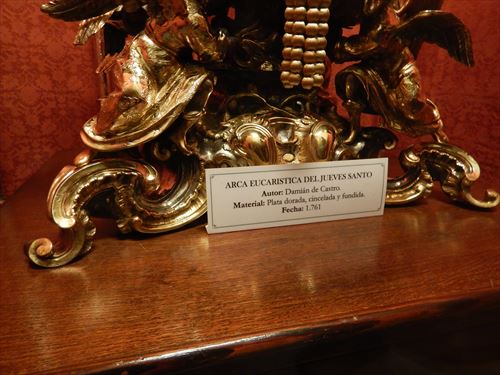 ARCA EUCARISTICA DEL JUEVES SANTO
Autor: Damián de Castro.
Material: Plata dorada, cincelada y fundida.
Fecha: 1.761